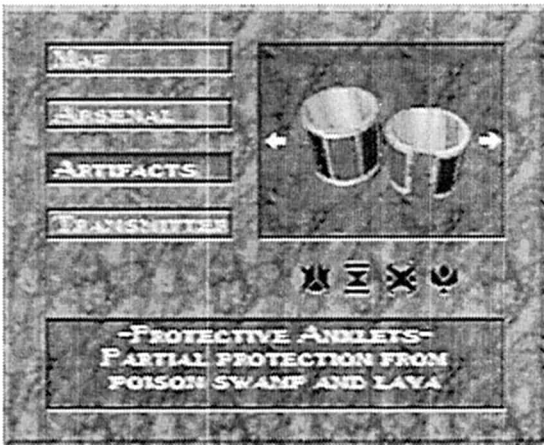 MAP
ARSENAL
ARTIFACTS
TRANSMITTER
-PROTECTIVE ANKLETS-
PARTIAL PROTECTION FROM
POISON SWAMP AND LAVA